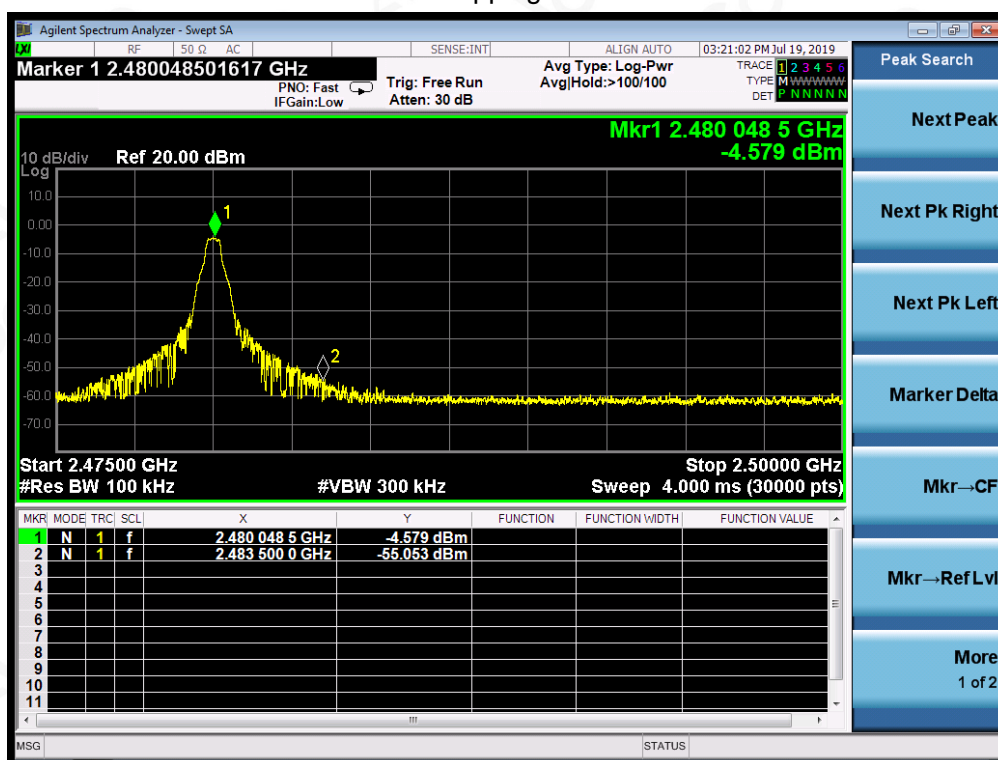 pping
Agilent Spectrum Analyzer - Swept SA
LXI RF 50 Ω AC SENSE:INT ALIGN AUTO 03:21:02 PM Jul 19, 2019
Marker 1 2.480048501617 GHz
PNO: Fast
IFGain:Low
Trig: Free Run
Atten: 30 dB
Avg Type: Log-Pwr
Avg|Hold:>100/100
TRACE 1 2 3 4 5 6
TYPE M WWWWW
DET P N N N N N
Peak Search
Next Peak
Next Pk Right
Next Pk Left
Marker Delta
Mkr→CF
Mkr→Ref Lvl
More
1 of 2
Mkr1 2.480 048 5 GHz
-4.579 dBm
10 dB/div Ref 20.00 dBm
Log
10.0
0.00
-10.0
-20.0
-30.0
-40.0
-50.0
-60.0
-70.0
1
2
Start 2.47500 GHz Stop 2.50000 GHz
#Res BW 100 kHz #VBW 300 kHz Sweep 4.000 ms (30000 pts)
MKR MODE TRC SCL X Y FUNCTION FUNCTION WIDTH FUNCTION VALUE
1 N 1 f 2.480 048 5 GHz -4.579 dBm
2 N 1 f 2.483 500 0 GHz -55.053 dBm
3
4
5
6
7
8
9
10
11
MSG STATUS